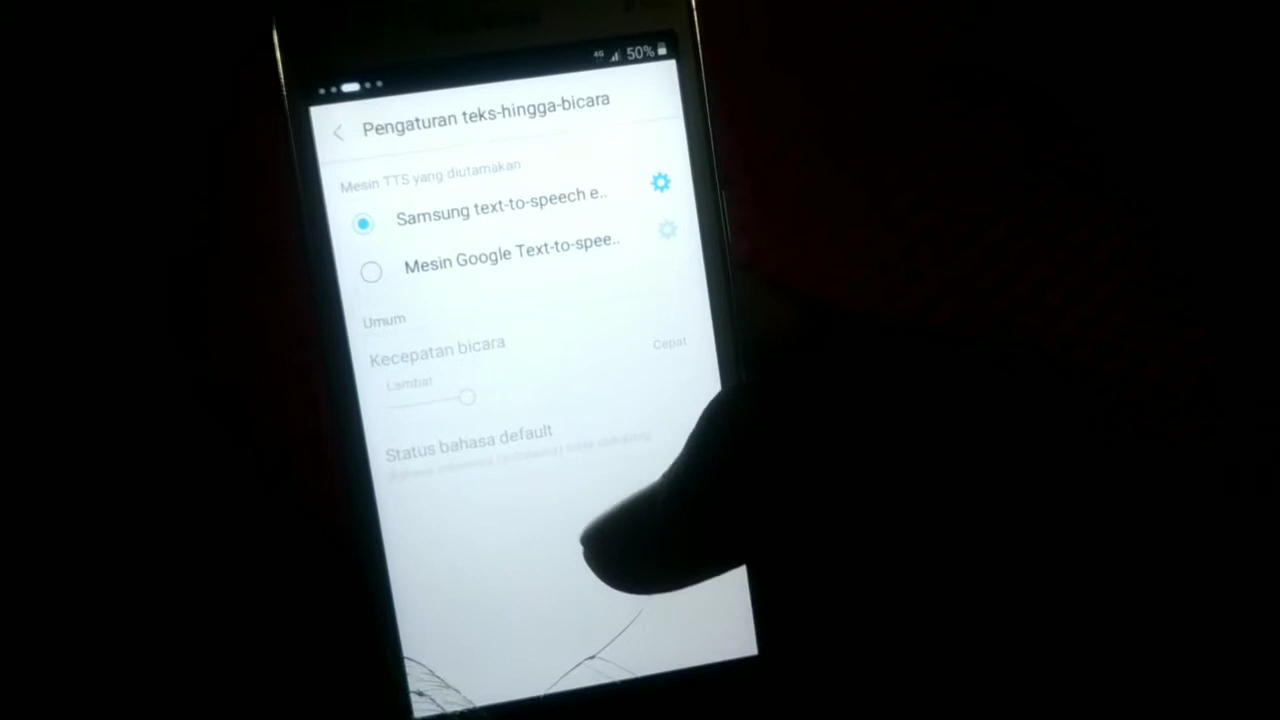 4G 50%
Pengaturan teks-hingga-bicara
Mesin TTS yang diutamakan
Samsung text-to-speech e..
Mesin Google Text-to-spee..
Umum
Kecepatan bicara
Lambat Cepat
Status bahasa default